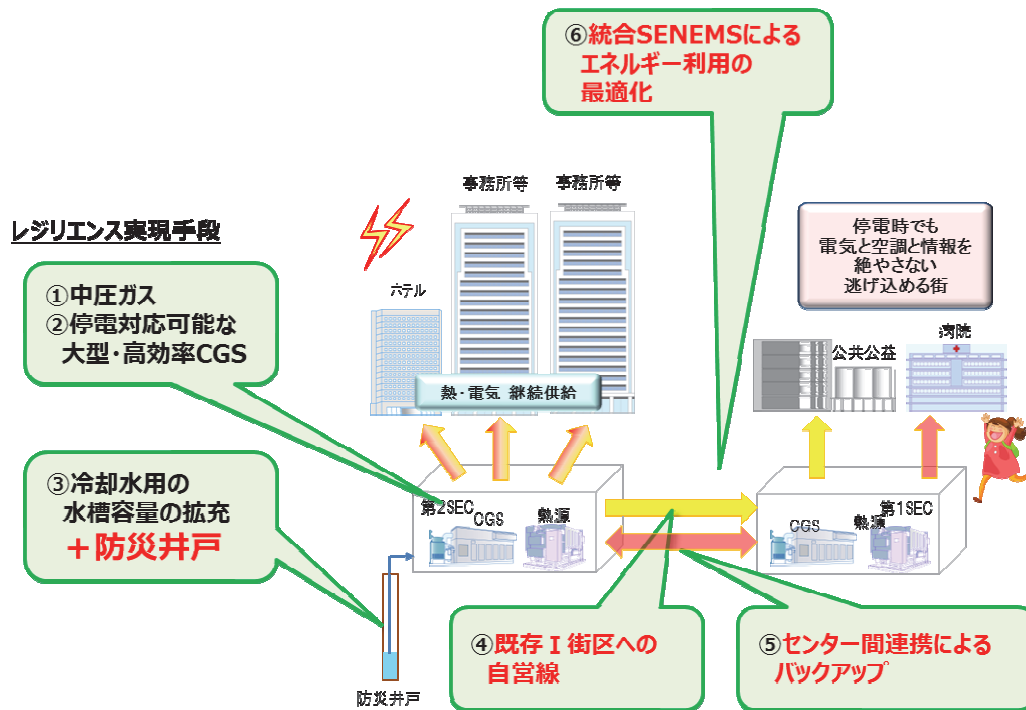 ⑥統合SENEMSによる
エネルギー利用の
最適化
レジリエンス実現手段
①中圧ガス
②停電対応可能な
大型・高効率CGS
③冷却水用の
水槽容量の拡充
＋防災井戸
事務所等
事務所等
六テル
熱・電気 継続供給
停電時でも
電気と空調と情報を
絶やさない
逃げ込める街
公共公益
病院
第2SEC
CGS
熱源
第1SEC
CGS
熱源
④既存Ⅰ街区への
自営線
⑤センター間連携による
バックアップ
防災井戸